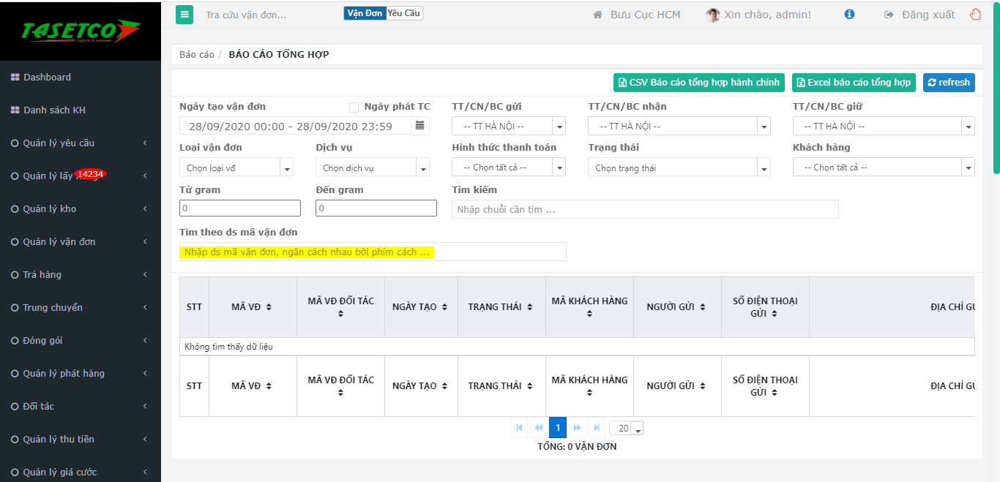 TASETCO
Tra cứu vận đơn... Vận Đơn Yêu Cầu Bưu Cục HCM Xin chào, admin! Đăng xuất
Dashboard
Danh sách KH
Quản lý yêu cầu
Quản lý lấy 14234
Quản lý kho
Quản lý vận đơn
Trả hàng
Trung chuyển
Đóng gói
Quản lý phát hàng
Đối tác
Quản lý thu tiền
Quản lý giá cước
Báo cáo / BÁO CÁO TỔNG HỢP
CSV Báo cáo tổng hợp hành chính Excel báo cáo tổng hợp refresh
Ngày tạo vận đơn Ngày phát TC TT/CN/BC gửi TT/CN/BC nhận TT/CN/BC giữ
28/09/2020 00:00 - 28/09/2020 23:59 -- TT HÀ NỘI -- -- TT HÀ NỘI -- -- TT HÀ NỘI --
Loại vận đơn Dịch vụ Hình thức thanh toán Trạng thái Khách hàng
Chọn loại vđ Chọn dịch vụ -- Chọn tất cả -- Chọn trạng thái -- Chọn tất cả --
Từ gram Đến gram Tìm kiếm
0 0 Nhập chuỗi cần tìm ...
Tìm theo ds mã vận đơn
Nhập ds mã vận đơn, ngăn cách nhau bởi phím cách ...
STT MÃ VĐ MÃ VĐ ĐỐI TÁC NGÀY TẠO TRẠNG THÁI MÃ KHÁCH HÀNG NGƯỜI GỬI SỐ ĐIỆN THOẠI GỬI ĐỊA CHỈ GỬ
Không tìm thấy dữ liệu
STT MÃ VĐ MÃ VĐ ĐỐI TÁC NGÀY TẠO TRẠNG THÁI MÃ KHÁCH HÀNG NGƯỜI GỬI SỐ ĐIỆN THOẠI GỬI ĐỊA CHỈ GỬ
1 20
TỔNG: 0 VẬN ĐƠN